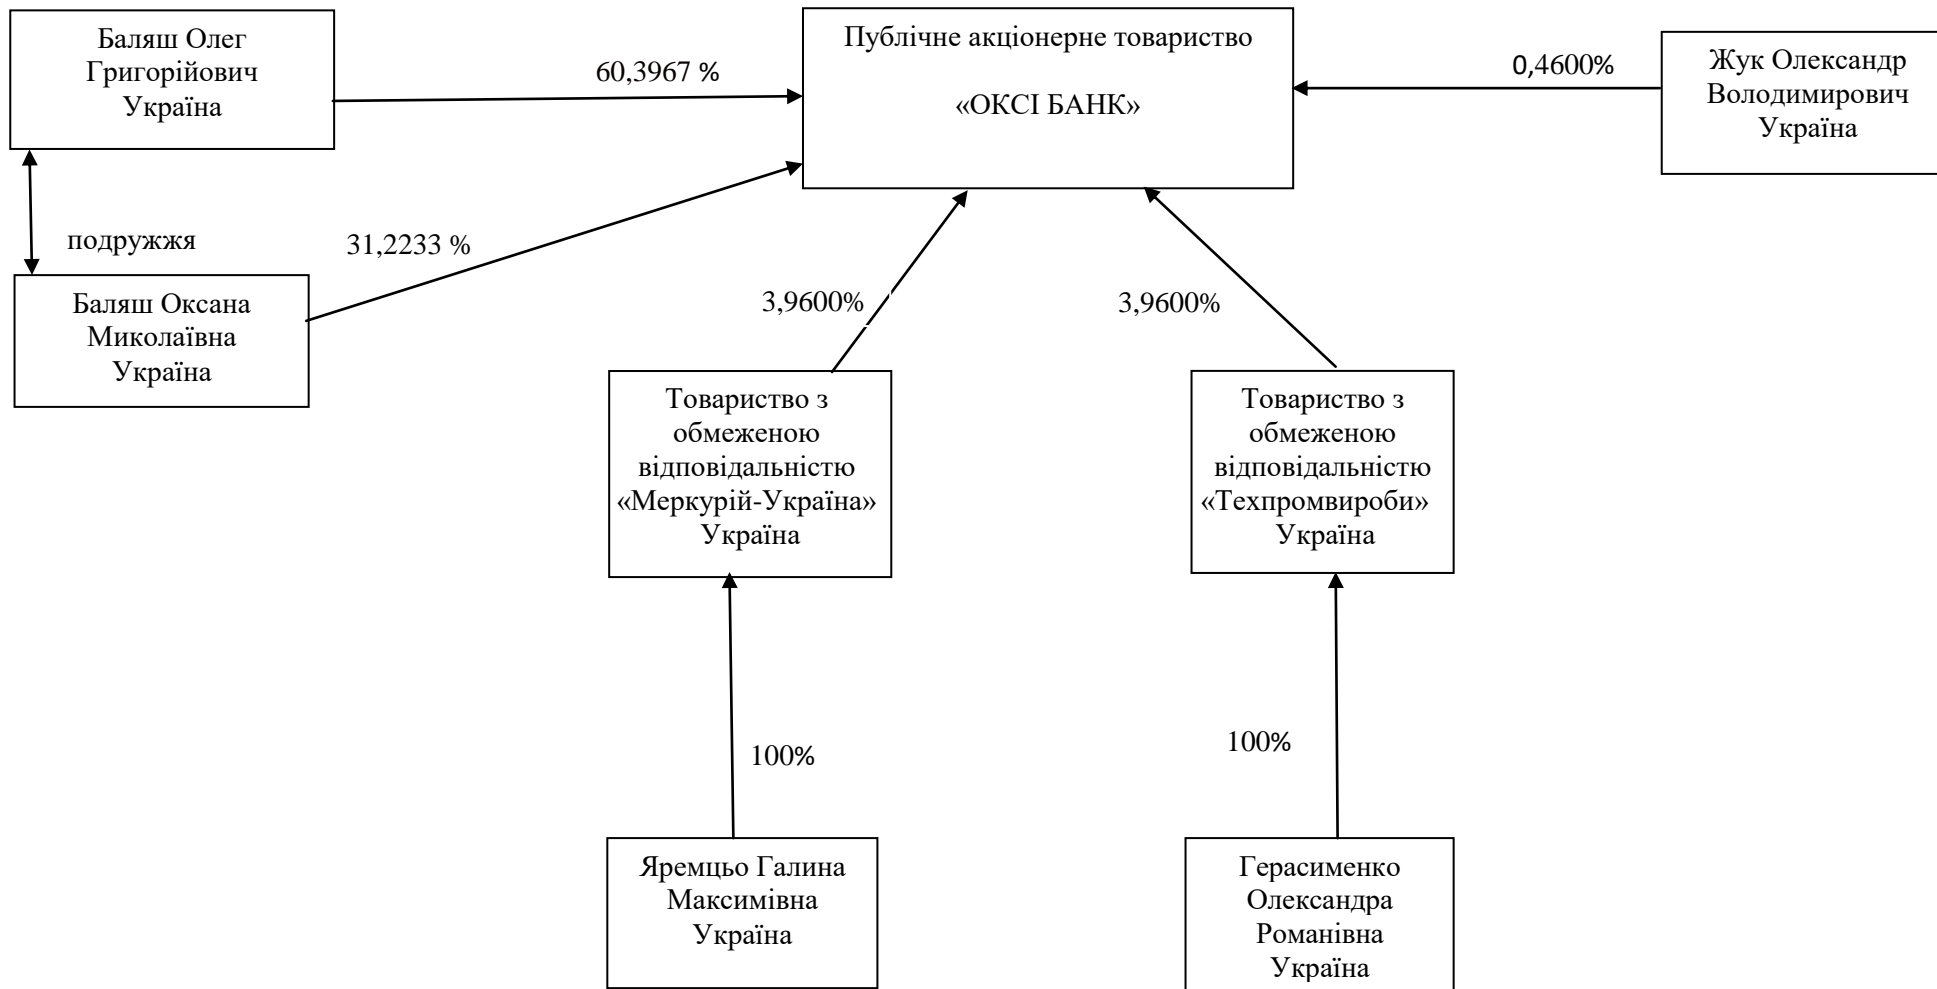 Баляш Олег
Григорійович
Україна
60,3967 %
Публічне акціонерне товариство
«ОКСІ БАНК»
0,4600%
Жук Олександр
Володимирович
Україна
подружжя
31,2233 %
Баляш Оксана
Миколаївна
Україна
3,9600%
3,9600%
Товариство з
обмеженою
відповідальністю
«Меркурій-Україна»
Україна
Товариство з
обмеженою
відповідальністю
«Техпромвироби»
Україна
100%
100%
Яремцьо Галина
Максимівна
Україна
Герасименко
Олександра
Романівна
Україна